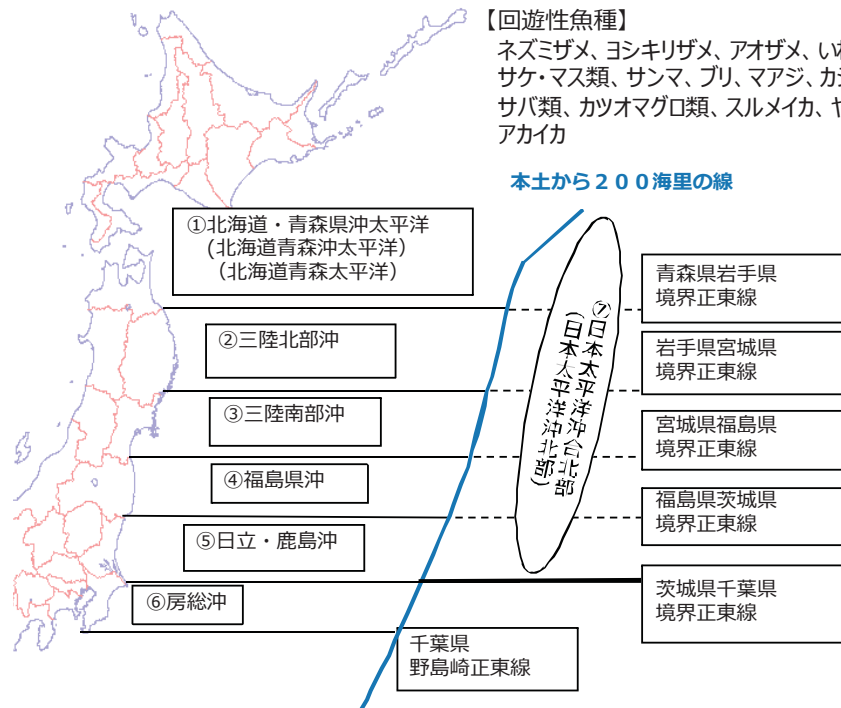 【回遊性魚種】
ネズミザメ、ヨシキリザメ、アオザメ、い
サケ・マス類、サンマ、ブリ、マアジ、カ
サバ類、カツオマグロ類、スルメイカ、ヤ
アカイカ
本土から200海里の線
①北海道・青森県沖太平洋
(北海道青森沖太平洋)
(北海道青森太平洋)
青森県岩手県
境界正東線
②三陸北部沖
岩手県宮城県
境界正東線
③三陸南部沖
宮城県福島県
境界正東線
④福島県沖
福島県茨城県
境界正東線
⑤日立・鹿島沖
⑦日本太平洋沖合北部
(日本太平洋沖北部)
茨城県千葉県
境界正東線
⑥房総沖
千葉県
野島崎正東線